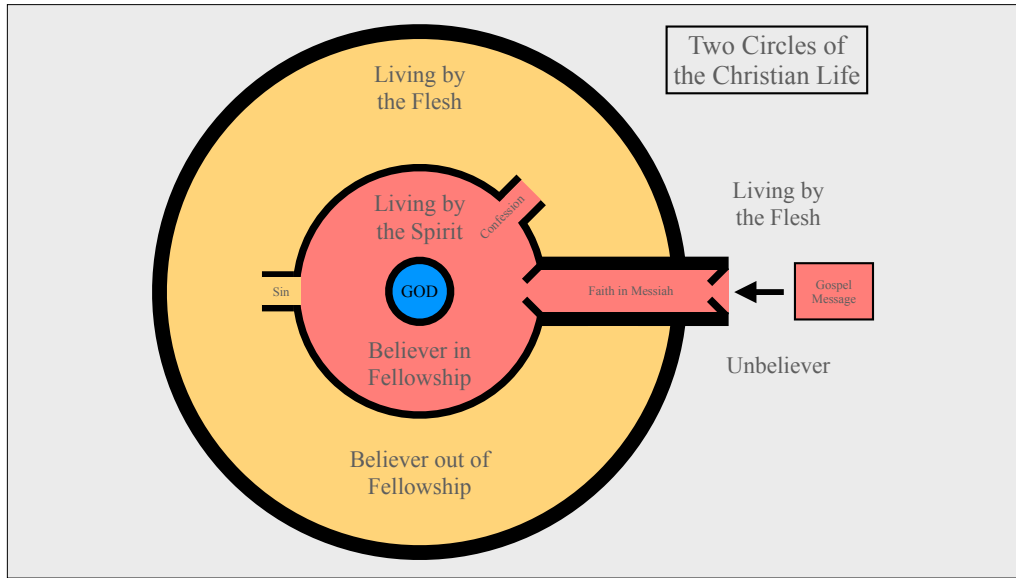 Two Circles of
the Christian Life
Living by
the Flesh
Living by
the Spirit
Confession
Sin
GOD
Faith in Messiah
Believer in
Fellowship
Believer out of
Fellowship
Living by
the Flesh
Gospel
Message
Unbeliever